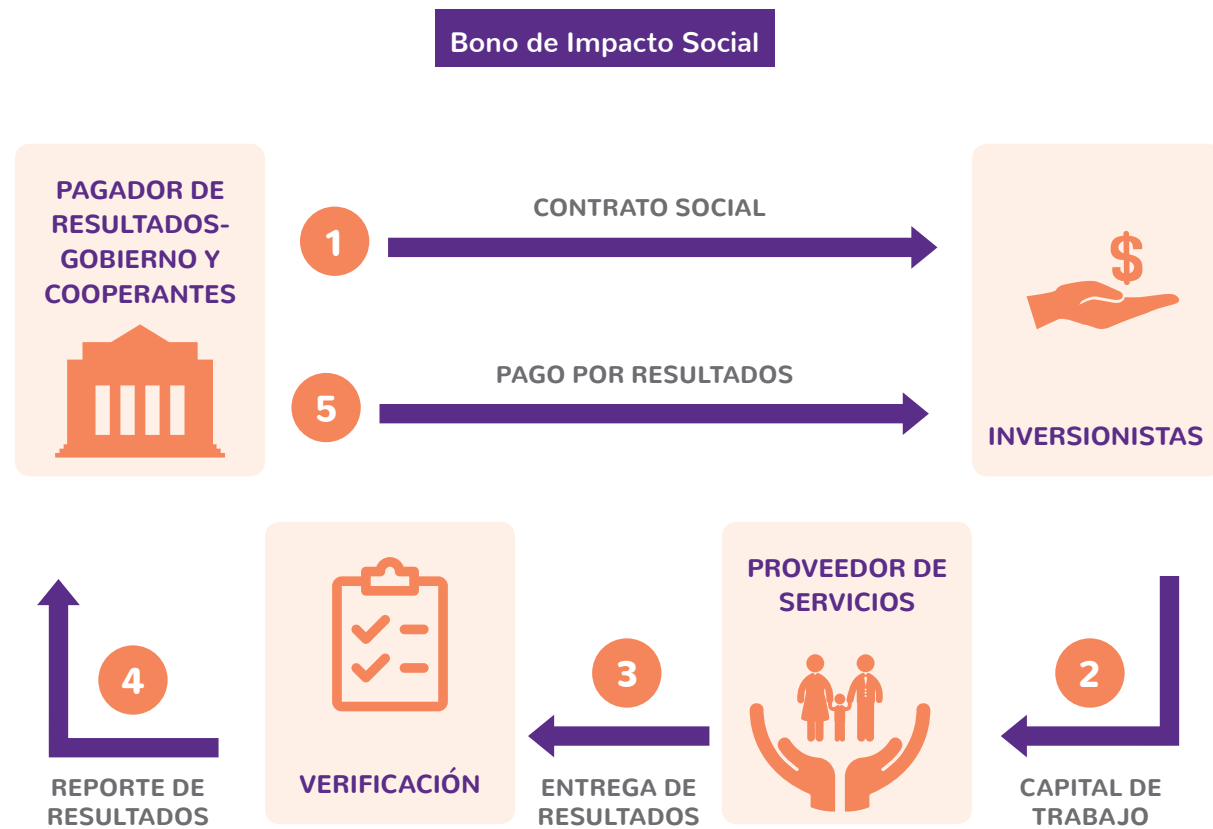 Bono de Impacto Social
PAGADOR DE
RESULTADOS-
GOBIERNO Y
COOPERANTES
1
CONTRATO SOCIAL
5
PAGO POR RESULTADOS
$
INVERSIONISTAS
4
REPORTE DE
RESULTADOS
VERIFICACIÓN
3
ENTREGA DE
RESULTADOS
PROVEEDOR DE
SERVICIOS
2
CAPITAL DE
TRABAJO